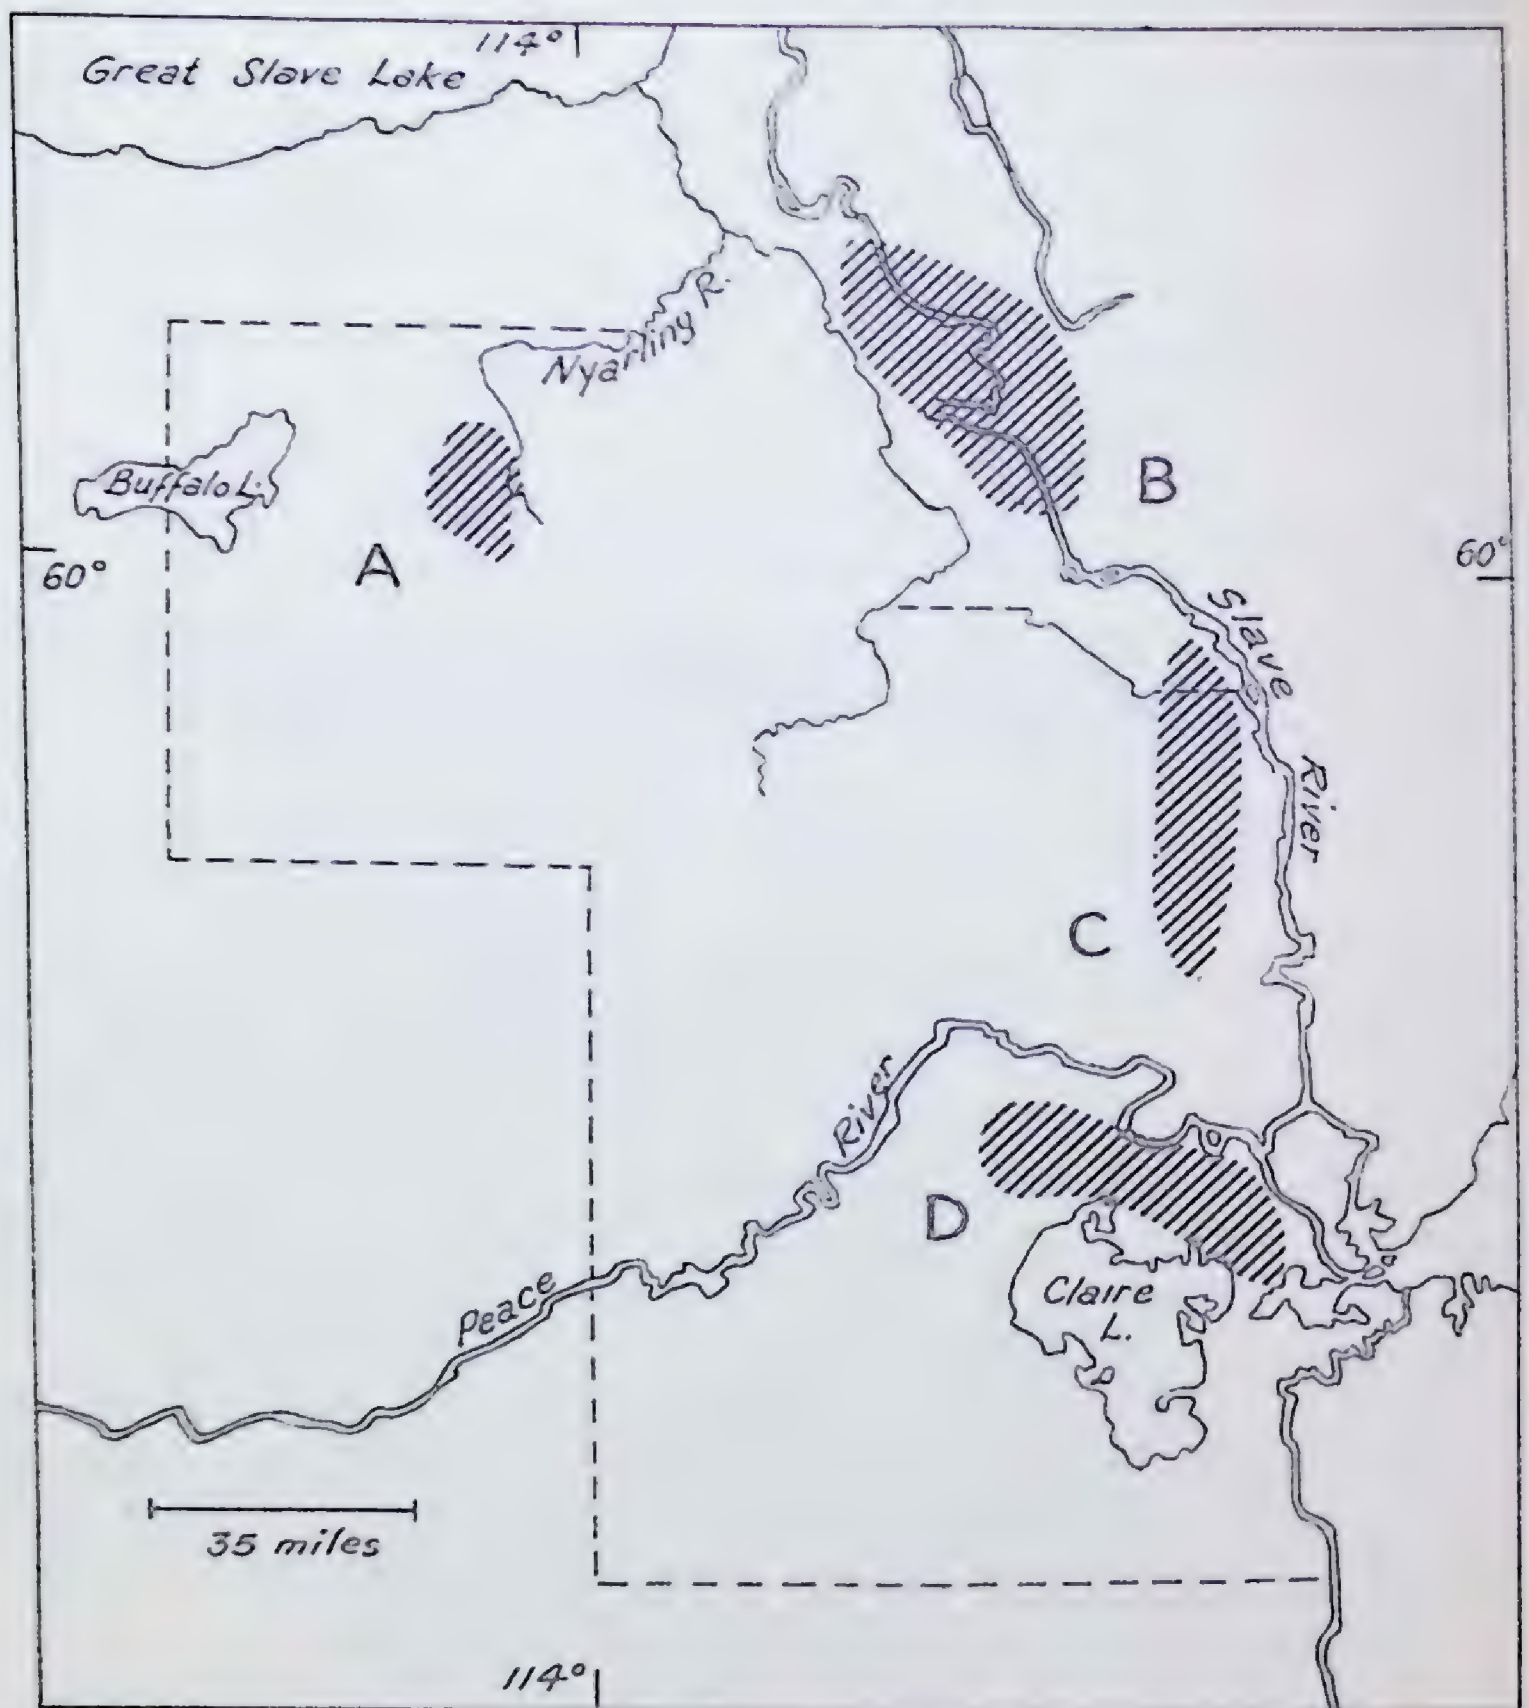 114°
Great Slave Lake
Nyarling R.
Buffalo L.
B
60°
A
60°
Slave
River
C
River
D
Peace
Claire
L.
35 miles
114°